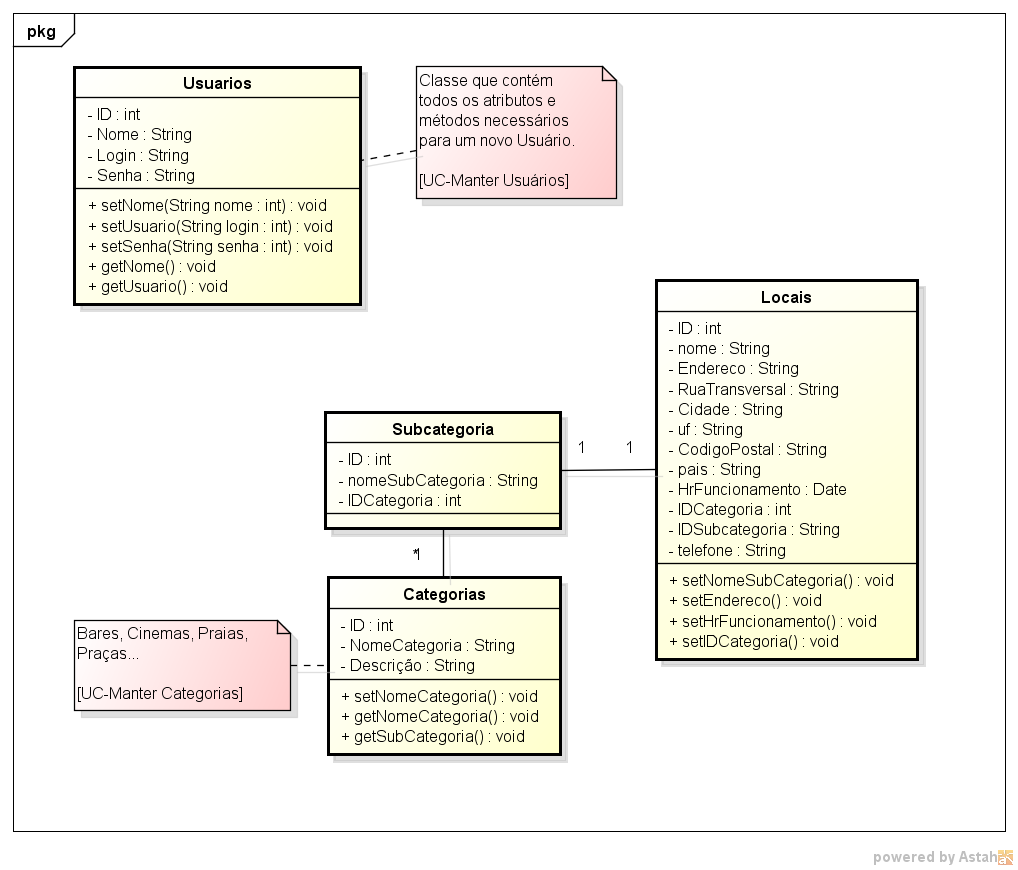 pkg
Usuarios
- ID : int
- Nome : String
- Login : String
- Senha : String
+ setNome(String nome : int) : void
+ setUsuario(String login : int) : void
+ setSenha(String senha : int) : void
+ getNome() : void
+ getUsuario() : void
Classe que contém
todos os atributos e
métodos necessários
para um novo Usuário.
[UC-Manter Usuários]
Locais
- ID : int
- nome : String
- Endereco : String
- RuaTransversal : String
- Cidade : String
- uf : String
- CodigoPostal : String
- pais : String
- HrFuncionamento : Date
- IDCategoria : int
- IDSubcategoria : String
- telefone : String
+ setNomeSubCategoria() : void
+ setEndereco() : void
+ setHrFuncionamento() : void
+ setIDCategoria() : void
Subcategoria
- ID : int
- nomeSubCategoria : String
- IDCategoria : int
1 1
*1
Categorias
- ID : int
- NomeCategoria : String
- Descrição : String
+ setNomeCategoria() : void
+ getNomeCategoria() : void
+ getSubCategoria() : void
Bares, Cinemas, Praias,
Praças...
[UC-Manter Categorias]
powered by Astah